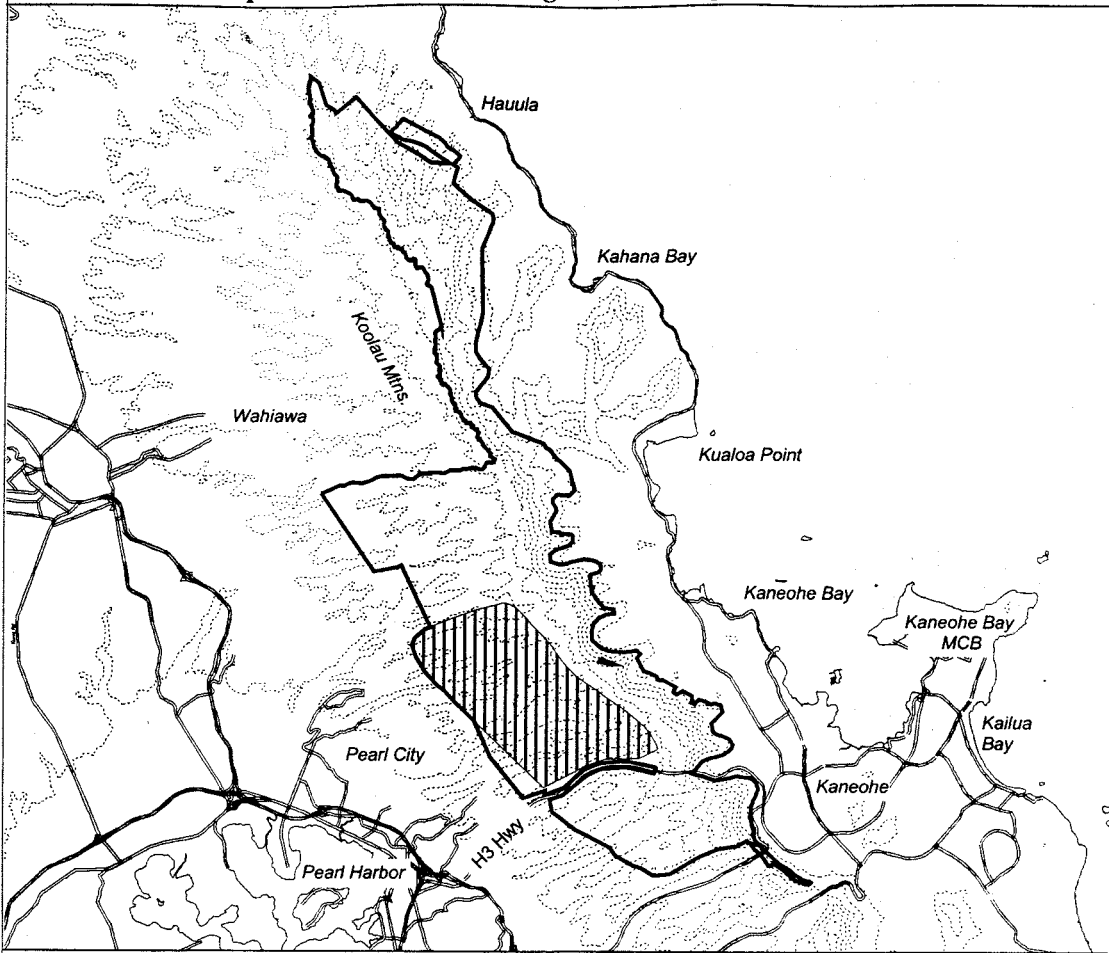 Hauula
Kahana Bay
Koolau Mtns.
Wahiawa
Kualoa Point
Kaneohe Bay
Kaneohe Bay
MCB
Kailua
Bay
Pearl City
Kaneohe
H3 Hwy
Pearl Harbor